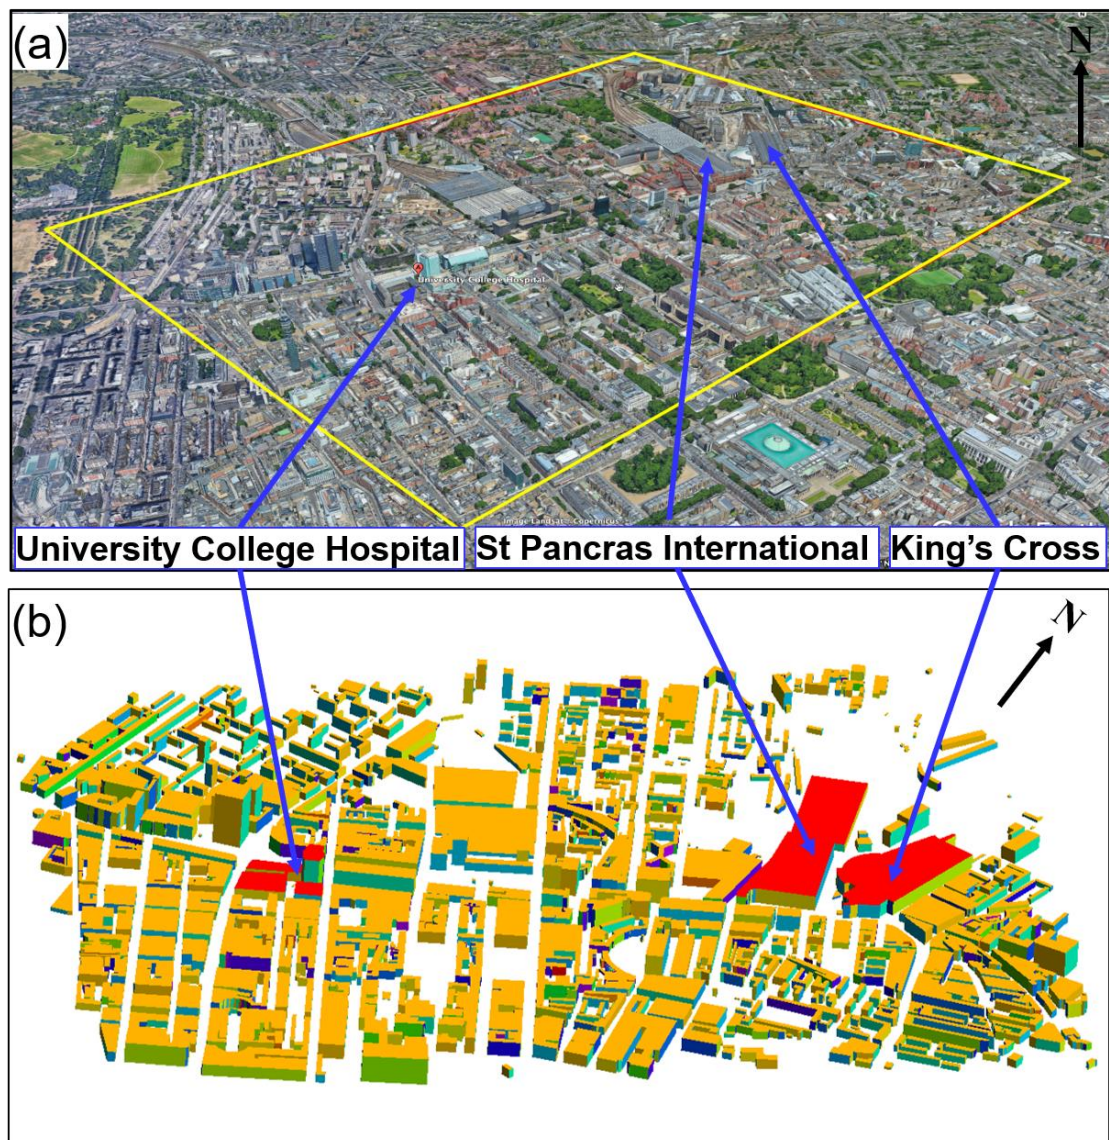 (a)
N
University College Hospital
Image Landsat / Copernicus
University College Hospital
St Pancras International
King's Cross
(b)
N